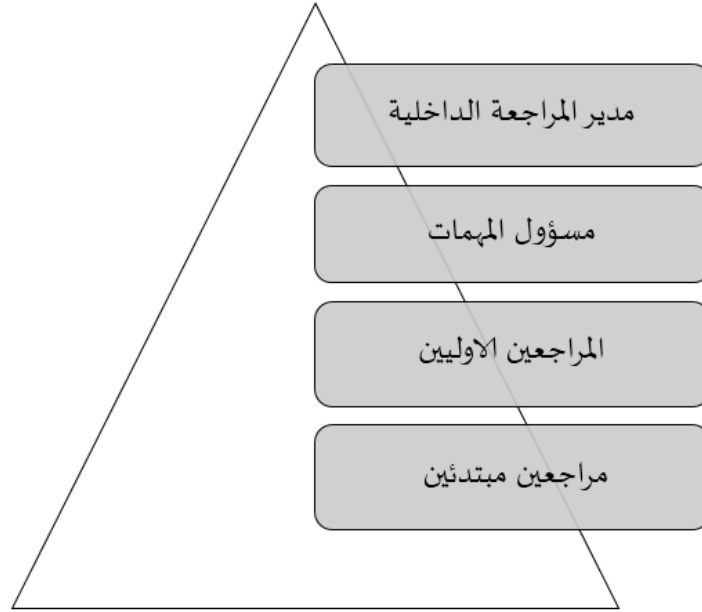 مدير المراجعة الداخلية
مسؤول المهمات
المراجعين الاوليين
مراجعين مبتدئين